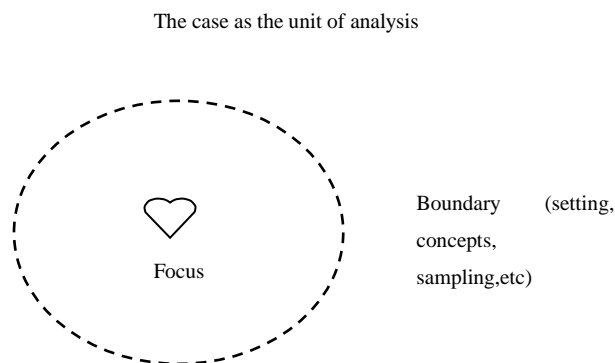 The case as the unit of analysis
Focus
Boundary (setting,
concepts,
sampling,etc)